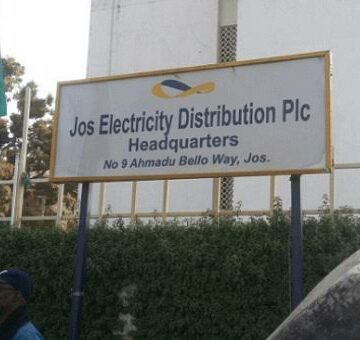 Jos Electricity Distribution Plc
Headquarters
No 9 Ahmadu Bello Way, Jos.